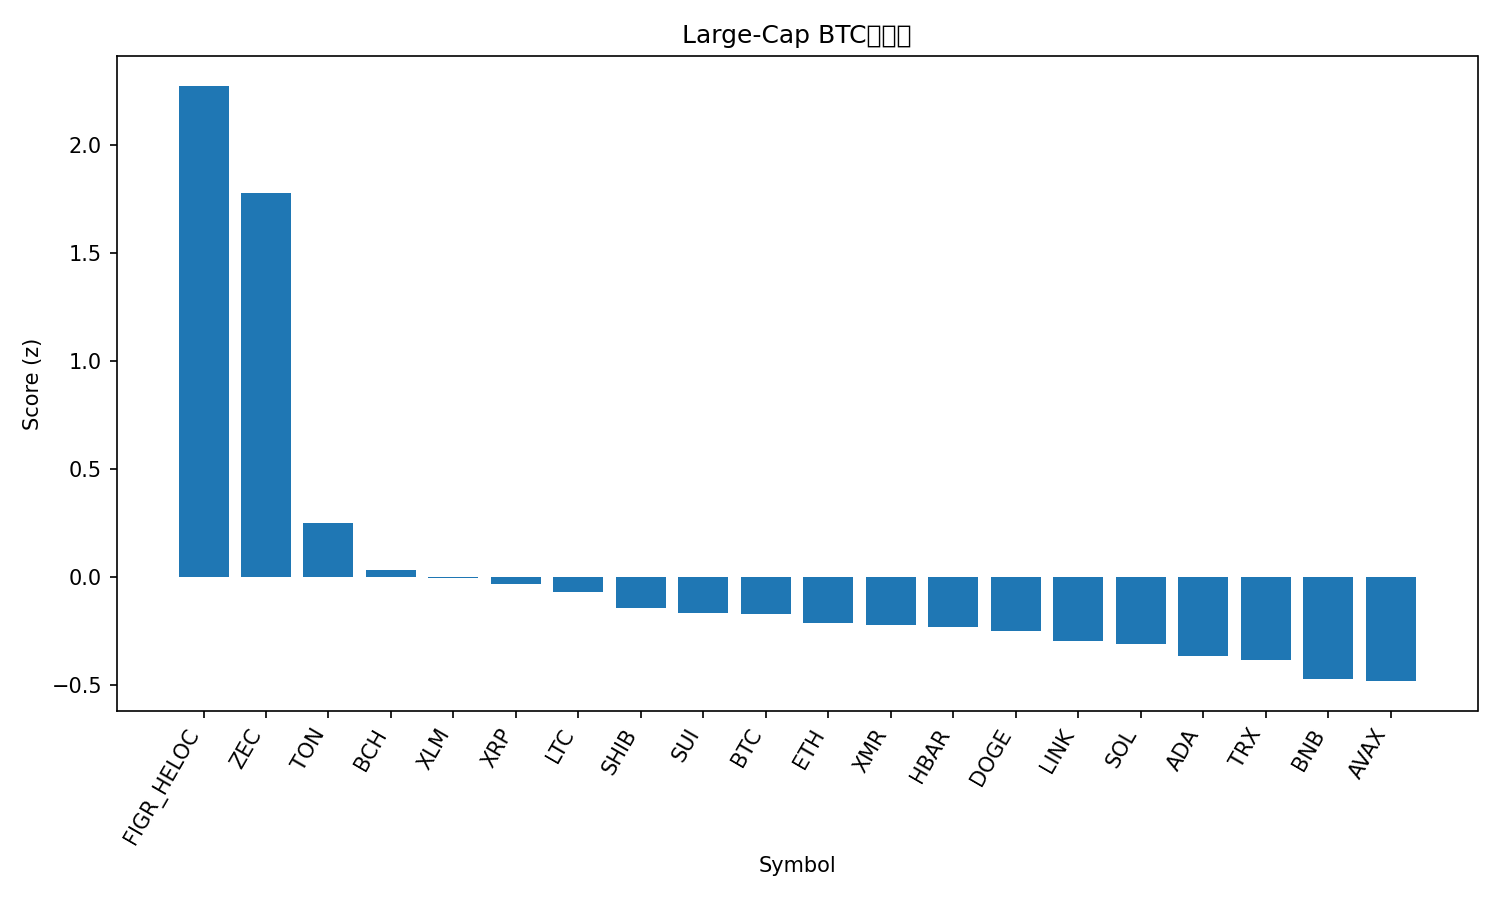 Large-Cap BTC
Score (z)
2.0
1.5
1.0
0.5
0.0
−0.5
FIGR_HELOC
ZEC
TON
BCH
XLM
XRP
LTC
SHIB
SUI
BTC
ETH
XMR
HBAR
DOGE
LINK
SOL
ADA
TRX
BNB
AVAX
Symbol